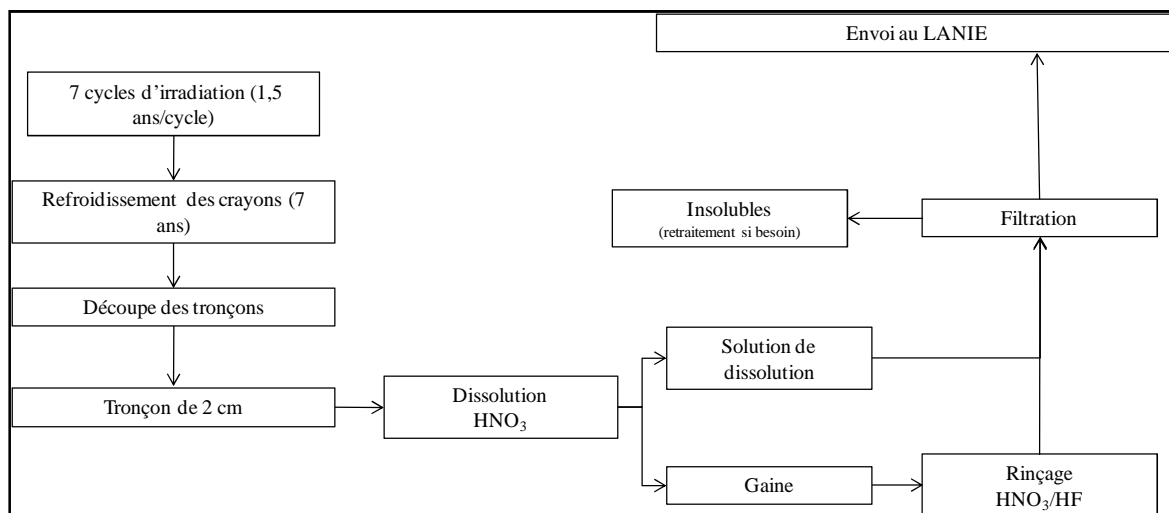 Envoi au LANIE
7 cycles d'irradiation (1,5
ans/cycle)
Refroidissement des crayons (7
ans)
Insolubles
(retraitement si besoin)
Filtration
Découpe des tronçons
Solution de
dissolution
Tronçon de 2 cm
Dissolution
HNO₃
Gaine
Rinçage
HNO₃/HF